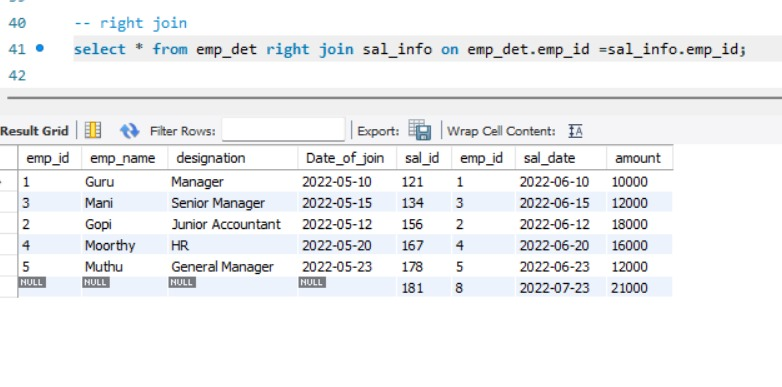 40 -- right join
41 select * from emp_det right join sal_info on emp_det.emp_id =sal_info.emp_id;
42
Result Grid Filter Rows: Export: Wrap Cell Content:
emp_id emp_name designation Date_of_join sal_id emp_id sal_date amount
1 Guru Manager 2022-05-10 121 1 2022-06-10 10000
3 Mani Senior Manager 2022-05-15 134 3 2022-06-15 12000
2 Gopi Junior Accountant 2022-05-12 156 2 2022-06-12 18000
4 Moorthy HR 2022-05-20 167 4 2022-06-20 16000
5 Muthu General Manager 2022-05-23 178 5 2022-06-23 12000
NULL NULL NULL NULL 181 8 2022-07-23 21000